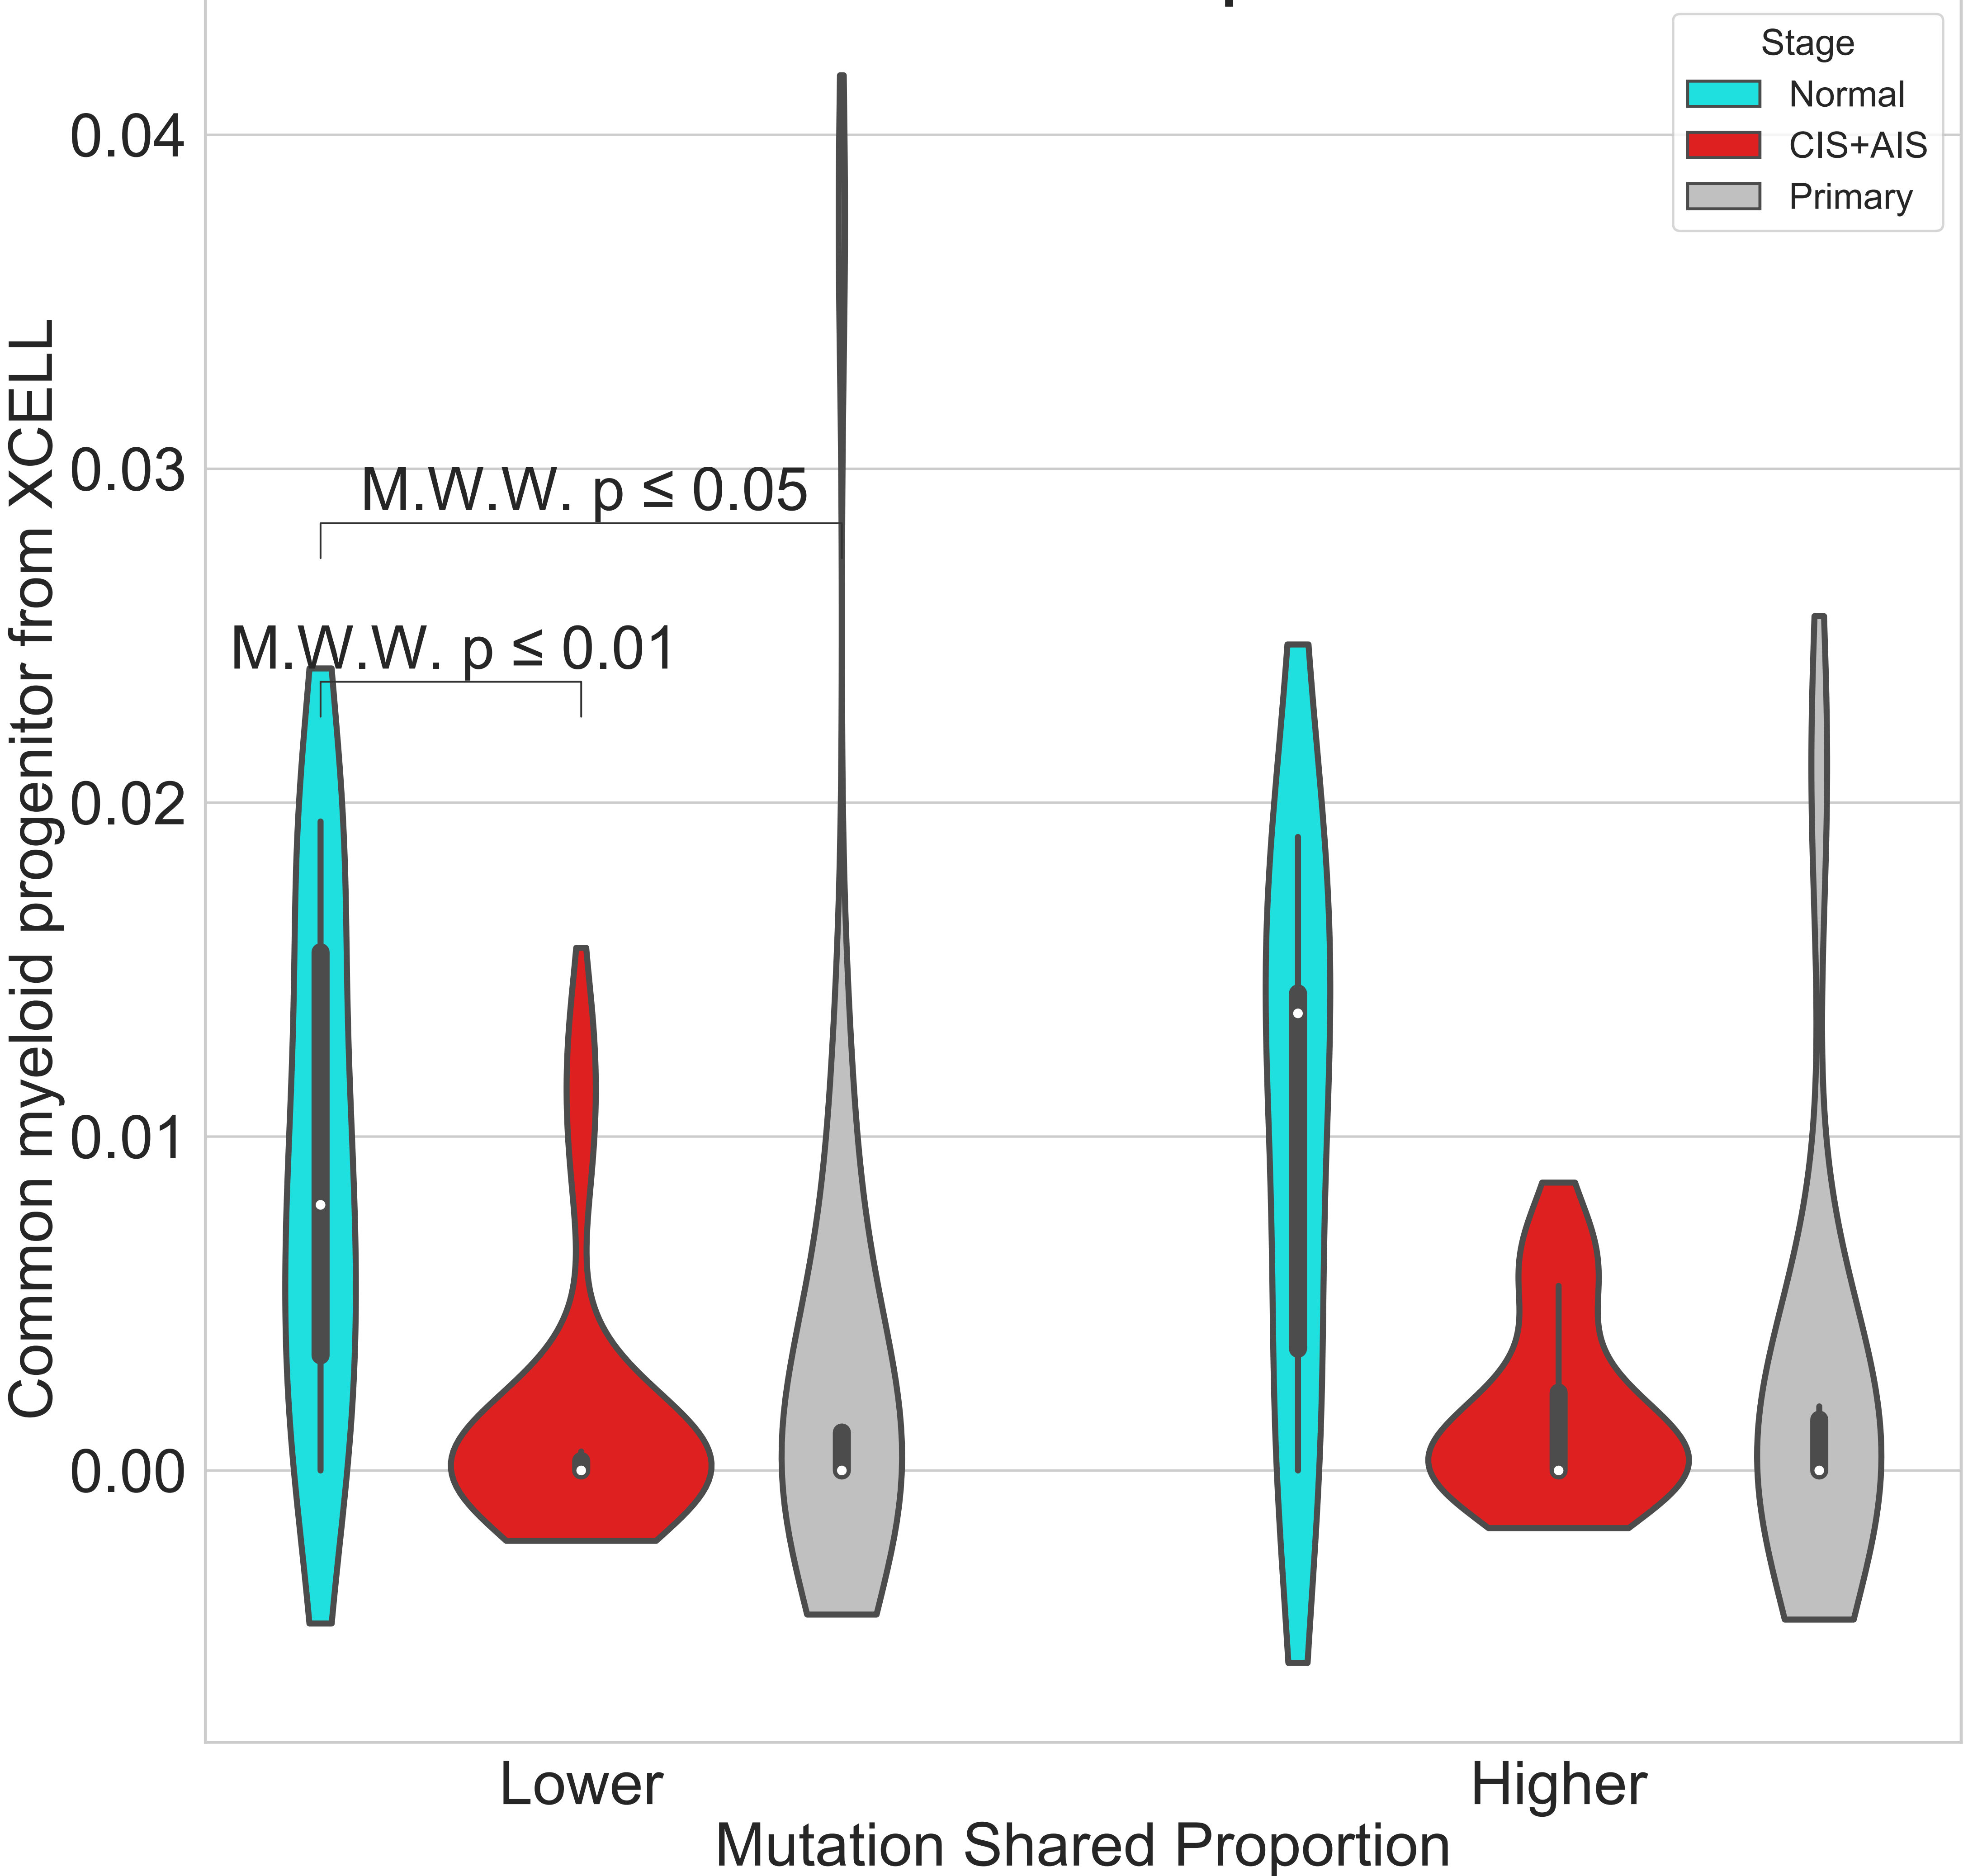 Stage
Normal
CIS+AIS
Primary
Common myeloid progenitor from XCELL
0.04
0.03
0.02
0.01
0.00
M.W.W. p ≤ 0.05
M.W.W. p ≤ 0.01
Lower
Higher
Mutation Shared Proportion